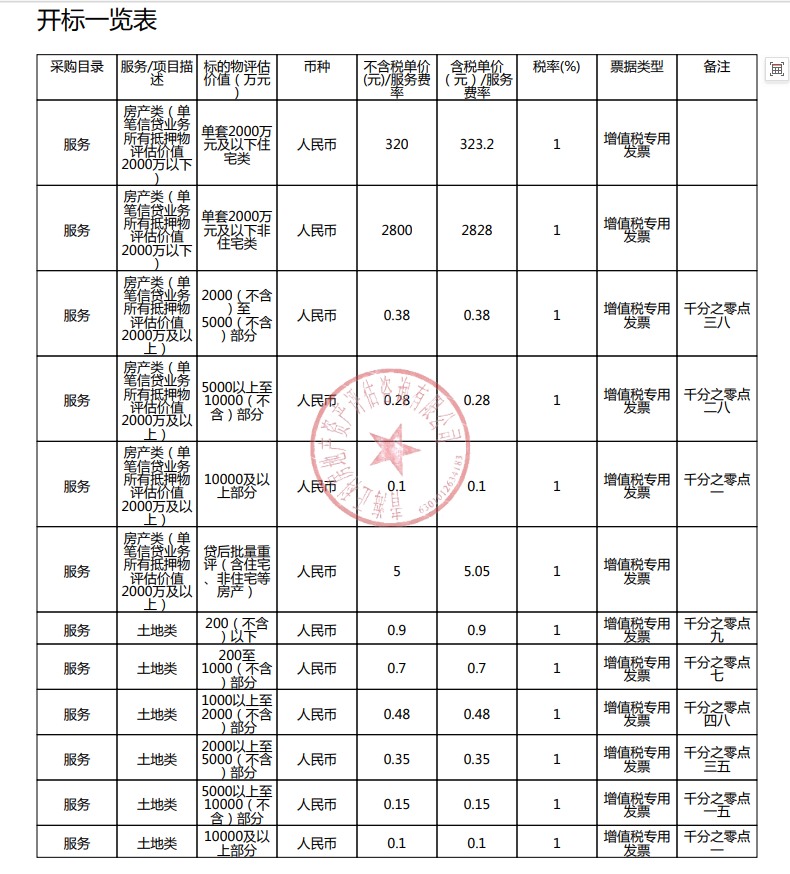 开标一览表
采购目录 服务/项目描述 标的物评估价值（万元） 币种 不含税单价(元)/服务费率 含税单价（元）/服务费率 税率(%) 票据类型 备注
服务 房产类（单笔信贷业务所有抵押物评估价值2000万以下） 单套2000万元及以下住宅类 人民币 320 323.2 1 增值税专用发票
服务 房产类（单笔信贷业务所有抵押物评估价值2000万以下） 单套2000万元及以下非住宅类 人民币 2800 2828 1 增值税专用发票
服务 房产类（单笔信贷业务所有抵押物评估价值2000万及以上） 2000（不含）至5000（不含）部分 人民币 0.38 0.38 1 增值税专用发票 千分之零点三八
服务 房产类（单笔信贷业务所有抵押物评估价值2000万及以上） 5000以上至10000（不含）部分 人民币 0.28 0.28 1 增值税专用发票 千分之零点二八
服务 房产类（单笔信贷业务所有抵押物评估价值2000万及以上） 10000及以上部分 人民币 0.1 0.1 1 增值税专用发票 千分之零点一
服务 房产类（单笔信贷业务所有抵押物评估价值2000万及以上） 贷后批量重评（含住宅、非住宅等房产） 人民币 5 5.05 1 增值税专用发票
服务 土地类 200（不含）以下 人民币 0.9 0.9 1 增值税专用发票 千分之零点九
服务 土地类 200至1000（不含）部分 人民币 0.7 0.7 1 增值税专用发票 千分之零点七
服务 土地类 1000以上至2000（不含）部分 人民币 0.48 0.48 1 增值税专用发票 千分之零点四八
服务 土地类 2000以上至5000（不含）部分 人民币 0.35 0.35 1 增值税专用发票 千分之零点三五
服务 土地类 5000以上至10000（不含）部分 人民币 0.15 0.15 1 增值税专用发票 千分之零点一五
服务 土地类 10000及以上部分 人民币 0.1 0.1 1 增值税专用发票 千分之零点一
房地产资产评估咨询有限公司